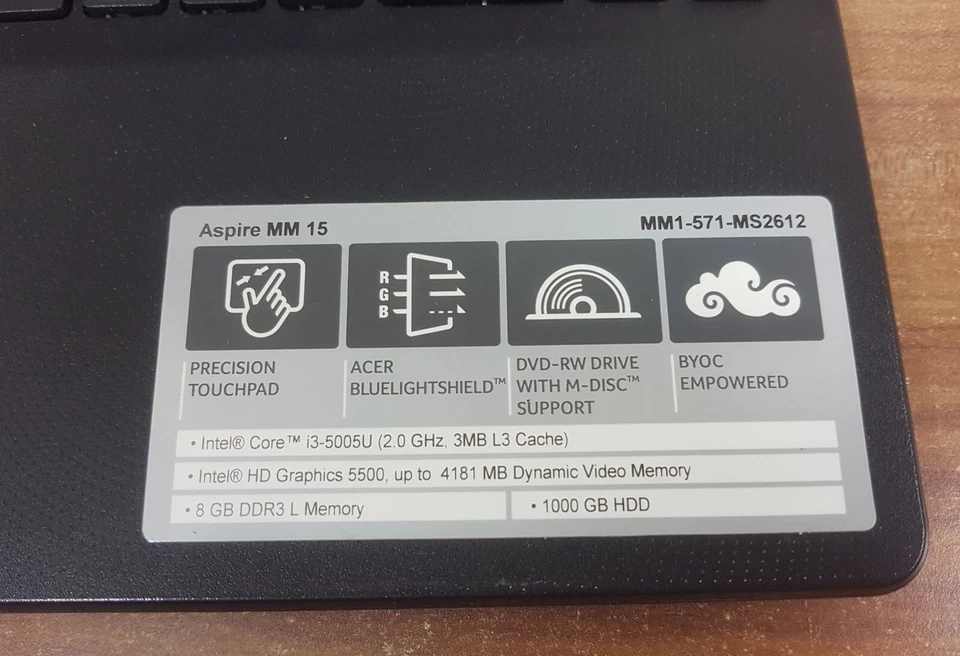 Aspire MM 15 MM1-571-MS2612
R
G
B
PRECISION
TOUCHPAD
ACER
BLUELIGHTSHIELD™
DVD-RW DRIVE
WITH M-DISC™
SUPPORT
BYOC
EMPOWERED
• Intel® Core™ i3-5005U (2.0 GHz, 3MB L3 Cache)
• Intel® HD Graphics 5500, up to 4181 MB Dynamic Video Memory
• 8 GB DDR3 L Memory • 1000 GB HDD